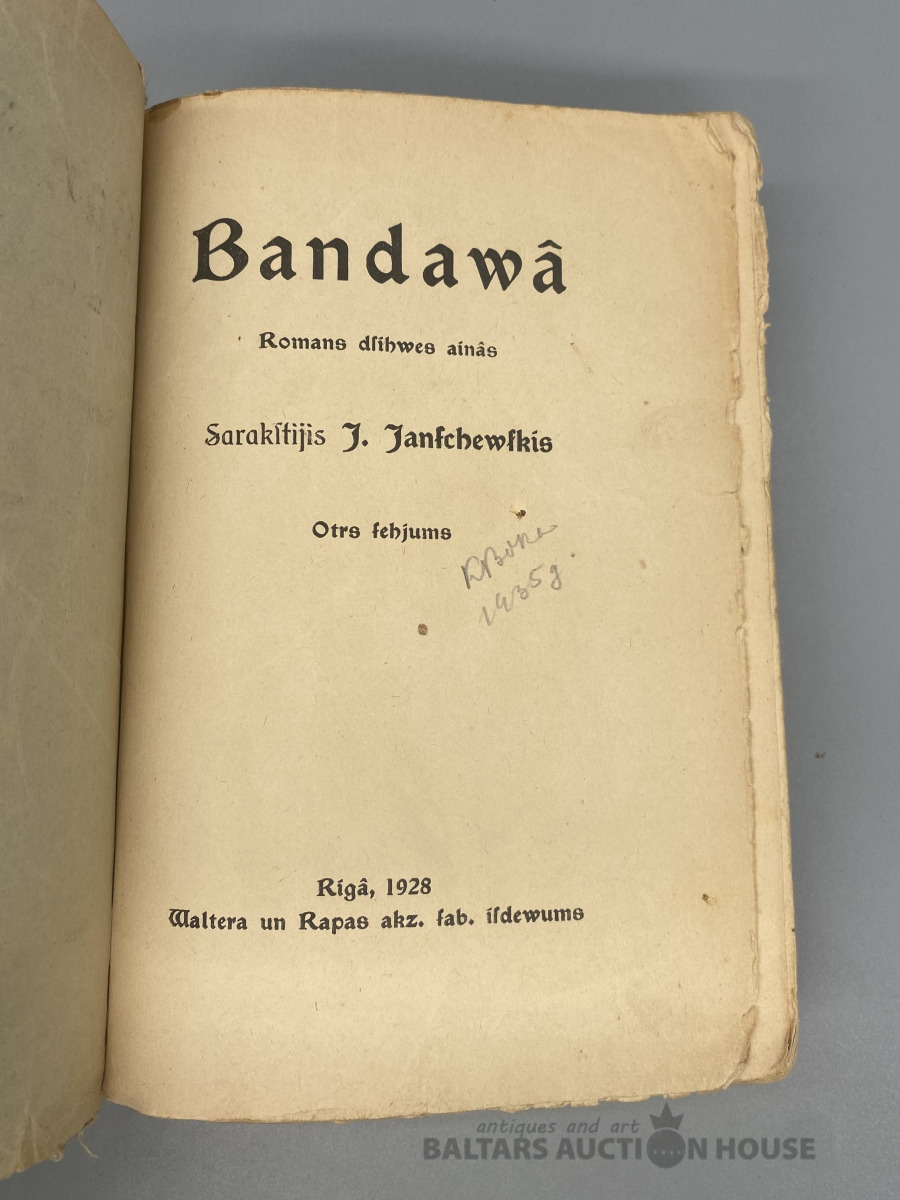 Bandawâ
Romans dſihwes ainâs
Sarakſtijis J. Janſchewſkis
Otrs ſehjums
1935g
Rigâ, 1928
Waltera un Rapas akz. ſab. iſdewums
antiques and art
BALTARS AUCTION HOUSE